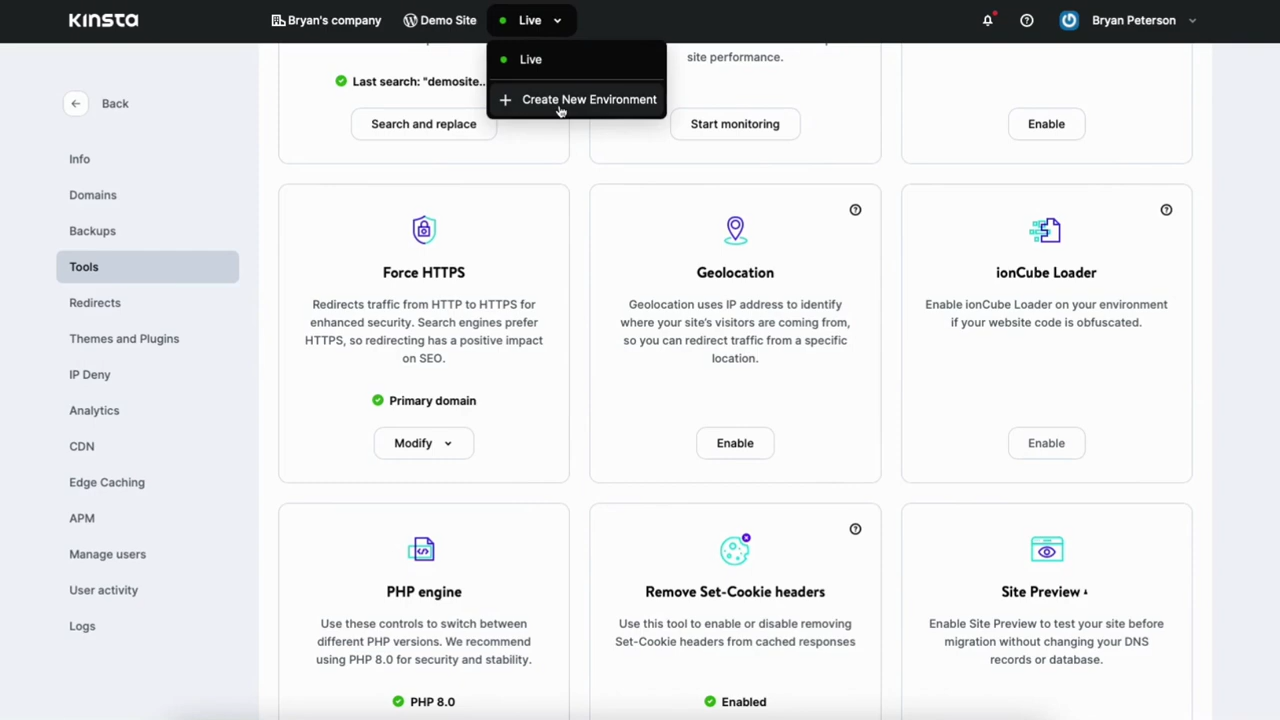 KINSTA
Bryan's company
Demo Site
Live
Bryan Peterson
Live
Create New Environment
Back
Info
Domains
Backups
Tools
Redirects
Themes and Plugins
IP Deny
Analytics
CDN
Edge Caching
APM
Manage users
User activity
Logs
Last search: "demosite...
Search and replace
site performance.
Start monitoring
Enable
Force HTTPS
Redirects traffic from HTTP to HTTPS for
enhanced security. Search engines prefer
HTTPS, so redirecting has a positive impact
on SEO.
Primary domain
Modify
Geolocation
Geolocation uses IP address to identify
where your site's visitors are coming from,
so you can redirect traffic from a specific
location.
Enable
ionCube Loader
Enable ionCube Loader on your environment
if your website code is obfuscated.
Enable
PHP engine
Use these controls to switch between
different PHP versions. We recommend
using PHP 8.0 for security and stability.
PHP 8.0
Remove Set-Cookie headers
Use this tool to enable or disable removing
Set-Cookie headers from cached responses
Enabled
Site Preview
Enable Site Preview to test your site before
migration without changing your DNS
records or database.